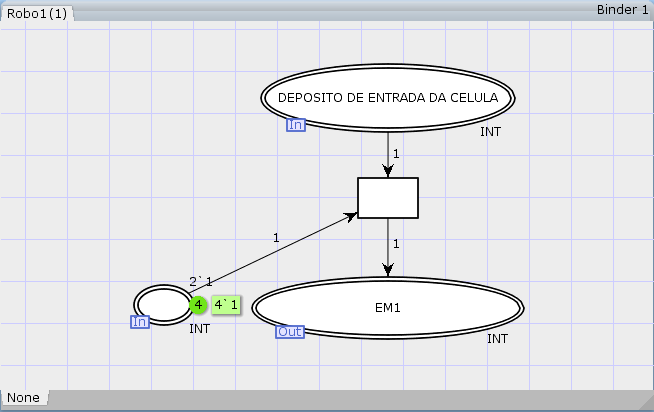 Robo1(1)
Binder 1
DEPOSITO DE ENTRADA DA CELULA
In
INT
1
1
1
2`1
4
4`1
In
INT
EM1
Out
INT
None